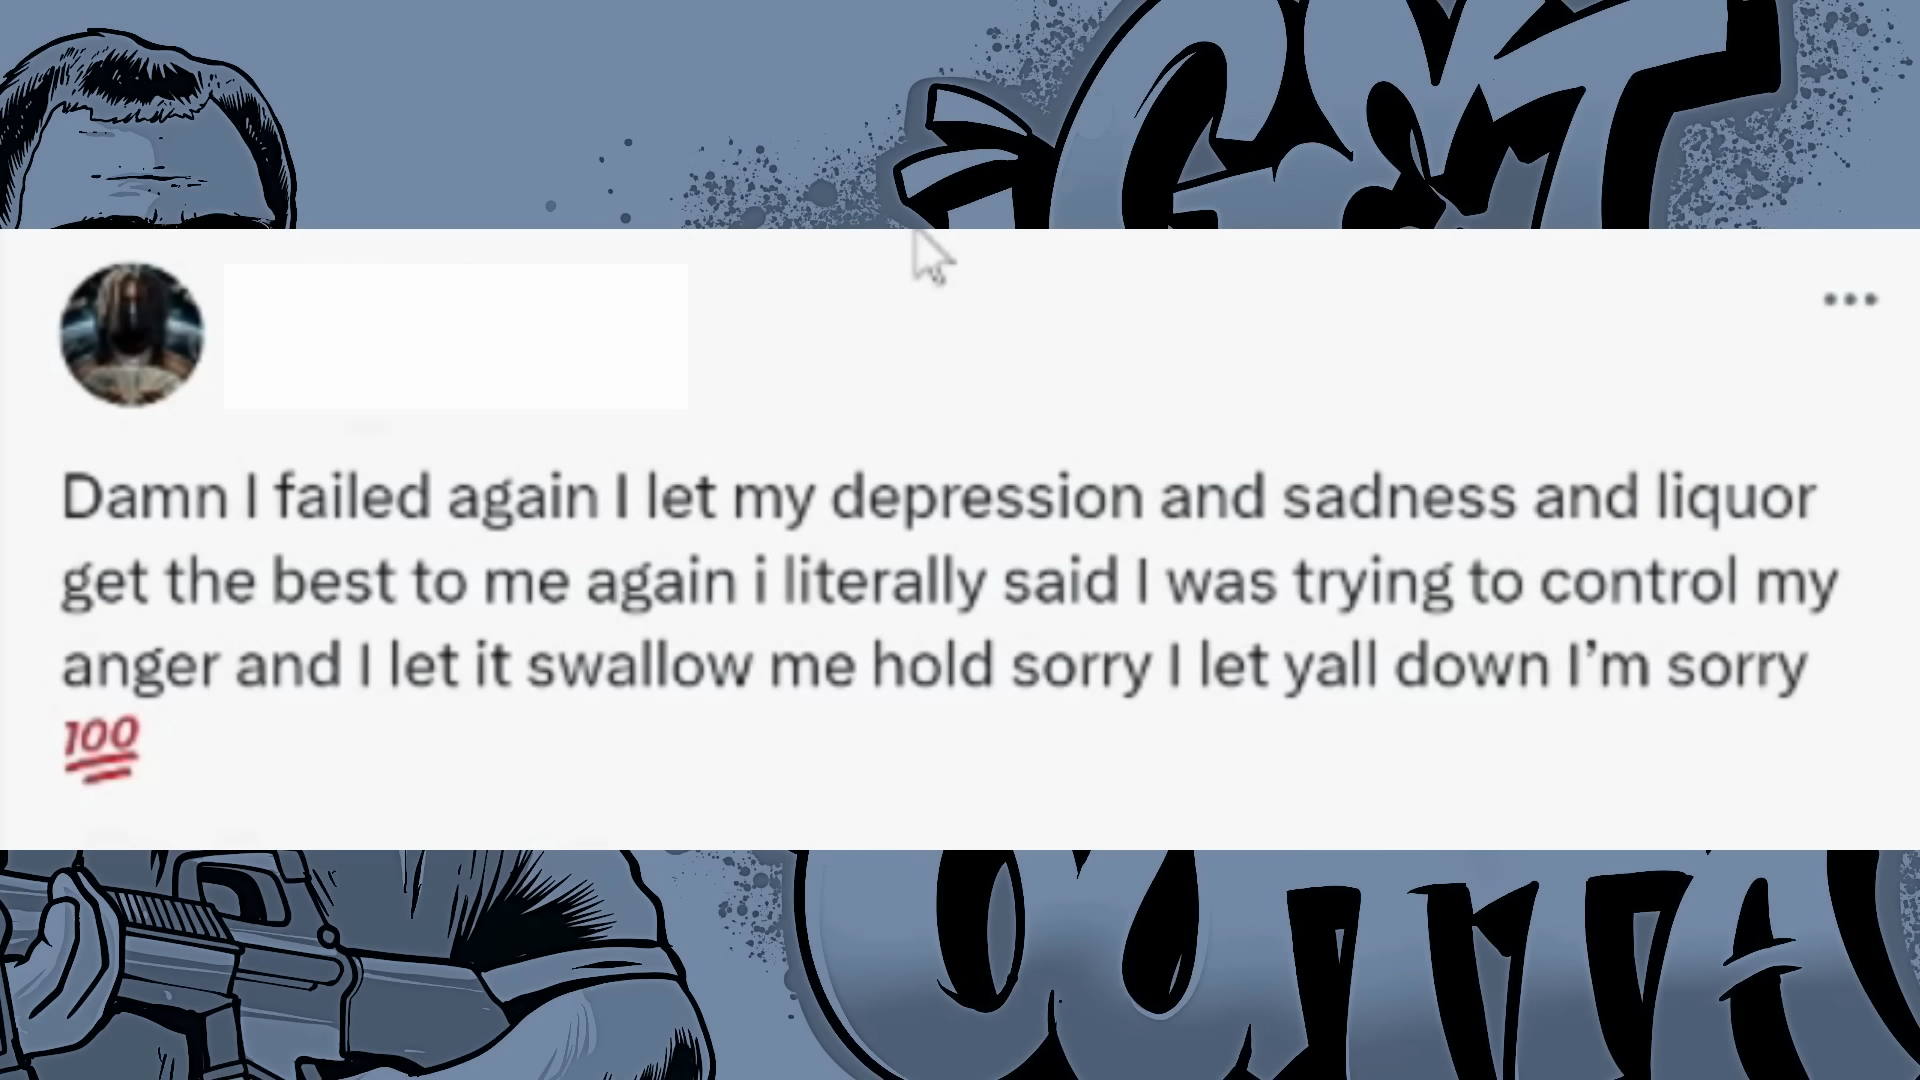 Damn I failed again I let my depression and sadness and liquor
get the best to me again i literally said I was trying to control my
anger and I let it swallow me hold sorry I let yall down I’m sorry
💯